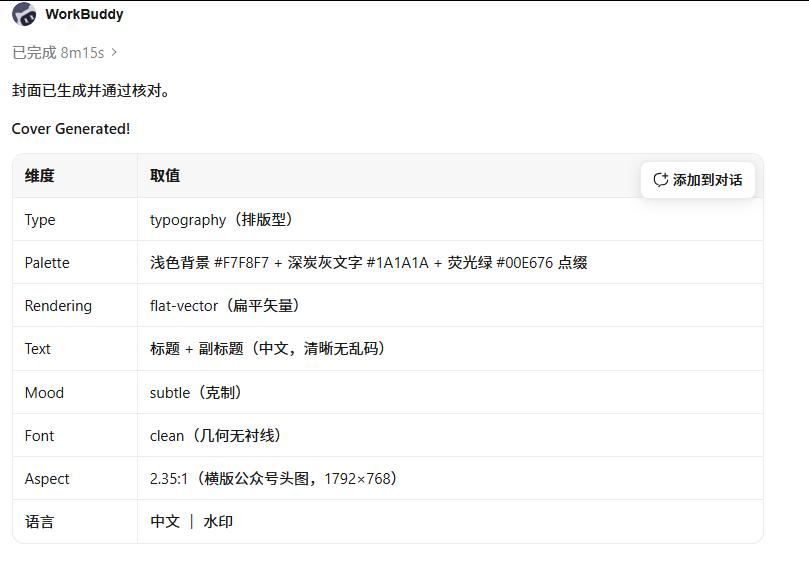 WorkBuddy
已完成 8m15s >
封面已生成并通过核对。
Cover Generated!
维度 取值
添加到对话
Type typography（排版型）
Palette 浅色背景 #F7F8F7 + 深炭灰文字 #1A1A1A + 荧光绿 #00E676 点缀
Rendering flat-vector（扁平矢量）
Text 标题 + 副标题（中文，清晰无乱码）
Mood subtle（克制）
Font clean（几何无衬线）
Aspect 2.35:1（横版公众号头图，1792×768）
语言 中文 ｜ 水印